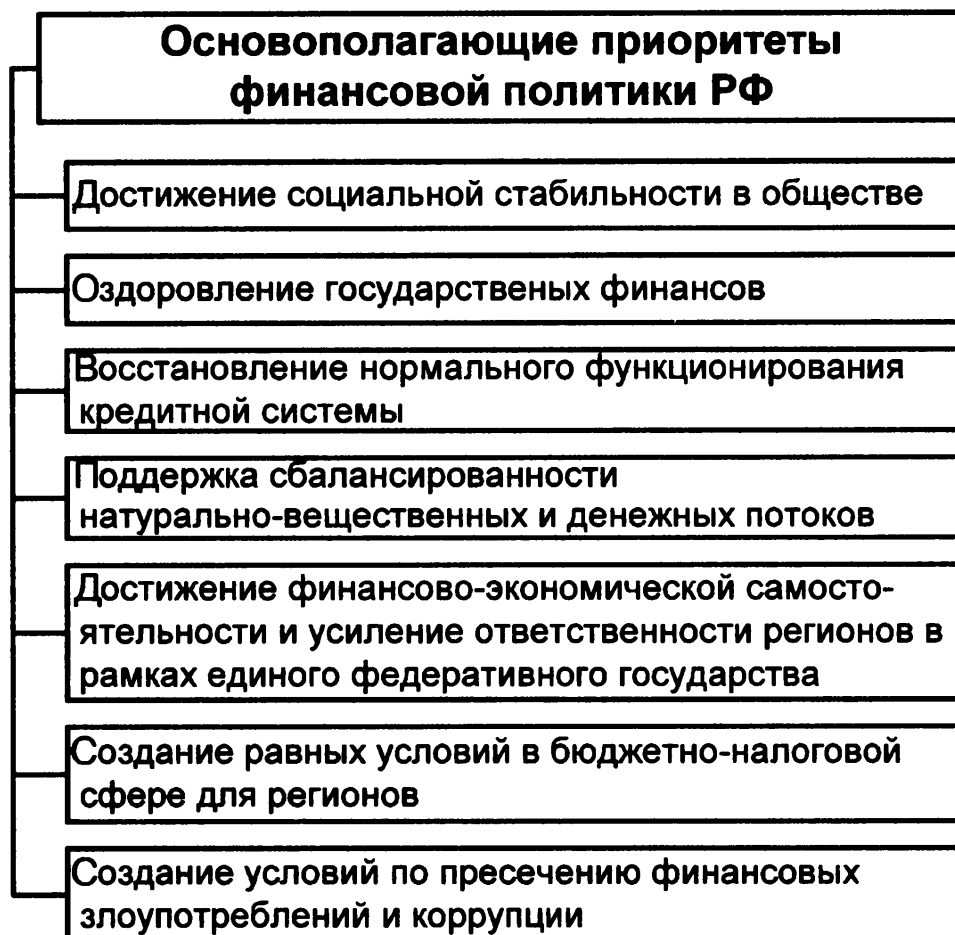 Основополагающие приоритеты
финансовой политики РФ
Достижение социальной стабильности в обществе
Оздоровление государственых финансов
Восстановление нормального функционирования
кредитной системы
Поддержка сбалансированности
натурально-вещественных и денежных потоков
Достижение финансово-экономической самосто-
ятельности и усиление ответственности регионов в
рамках единого федеративного государства
Создание равных условий в бюджетно-налоговой
сфере для регионов
Создание условий по пресечению финансовых
злоупотреблений и коррупции